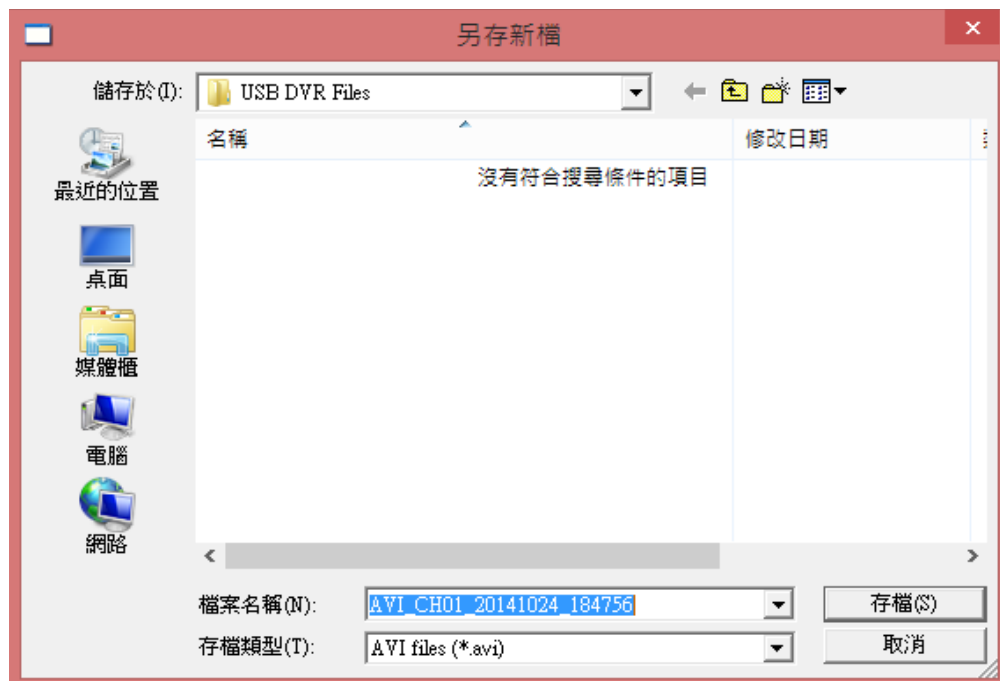 另存新檔
儲存於(I): USB DVR Files
名稱 修改日期
沒有符合搜尋條件的項目
最近的位置
桌面
媒體櫃
電腦
網路
檔案名稱(N): AVI_CH01_20141024_184756 存檔(S)
存檔類型(T): AVI files (*.avi) 取消